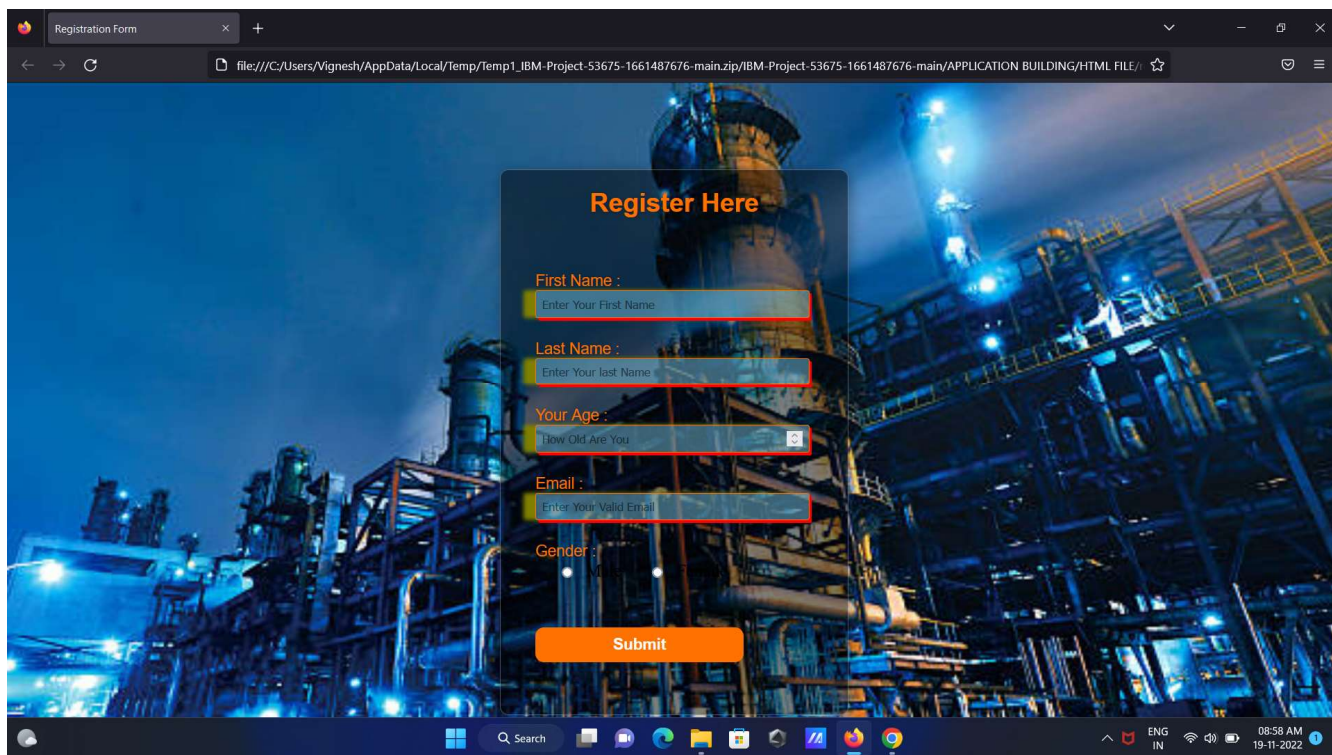 Registration Form
file:///C:/Users/Vignesh/AppData/Local/Temp/Temp1_IBM-Project-53675-1661487676-main.zip/IBM-Project-53675-1661487676-main/APPLICATION BUILDING/HTML FILE/
Register Here
First Name :
Enter Your First Name
Last Name :
Enter Your last Name
Your Age :
How Old Are You
Email :
Enter Your Valid Email
Gender :
Submit
Search
ENG
IN
08:58 AM
19-11-2022
1